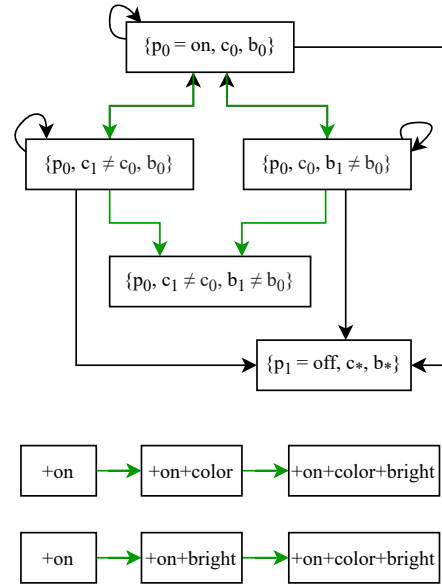 {p₀ = on, c₀, b₀}
{p₀, c₁ ≠ c₀, b₀}
{p₀, c₀, b₁ ≠ b₀}
{p₀, c₁ ≠ c₀, b₁ ≠ b₀}
{p₁ = off, c*, b*}
+on
+on+color
+on+color+bright
+on
+on+bright
+on+color+bright